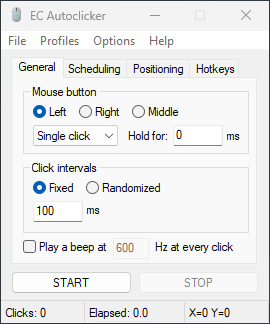 EC Autoclicker
File Profiles Options Help
General Scheduling Positioning Hotkeys
Mouse button
Left Right Middle
Single click Hold for: 0 ms
Click intervals
Fixed Randomized
100 ms
Play a beep at 600 Hz at every click
START STOP
Clicks: 0 Elapsed: 0.0 X=0 Y=0